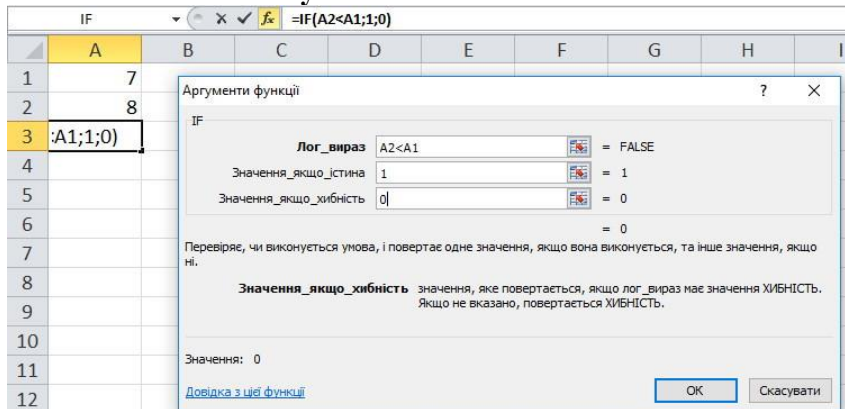 IF =IF(A2<A1;1;0)
A B C D E F G H I
1 7
2 8
3 :A1;1;0)
4
5
6
7
8
9
10
11
12
Аргументи функції ?
IF
Лог_вираз A2<A1 = FALSE
Значення_якщо_істина 1 = 1
Значення_якщо_хибність 0 = 0
= 0
Перевіряє, чи виконується умова, і повертає одне значення, якщо вона виконується, та інше значення, якщо
ні.
Значення_якщо_хибність значення, яке повертається, якщо лог_вираз має значення ХИБНІСТЬ.
Якщо не вказано, повертається ХИБНІСТЬ.
Значення: 0
Довідка з цієї функції OK Скасувати